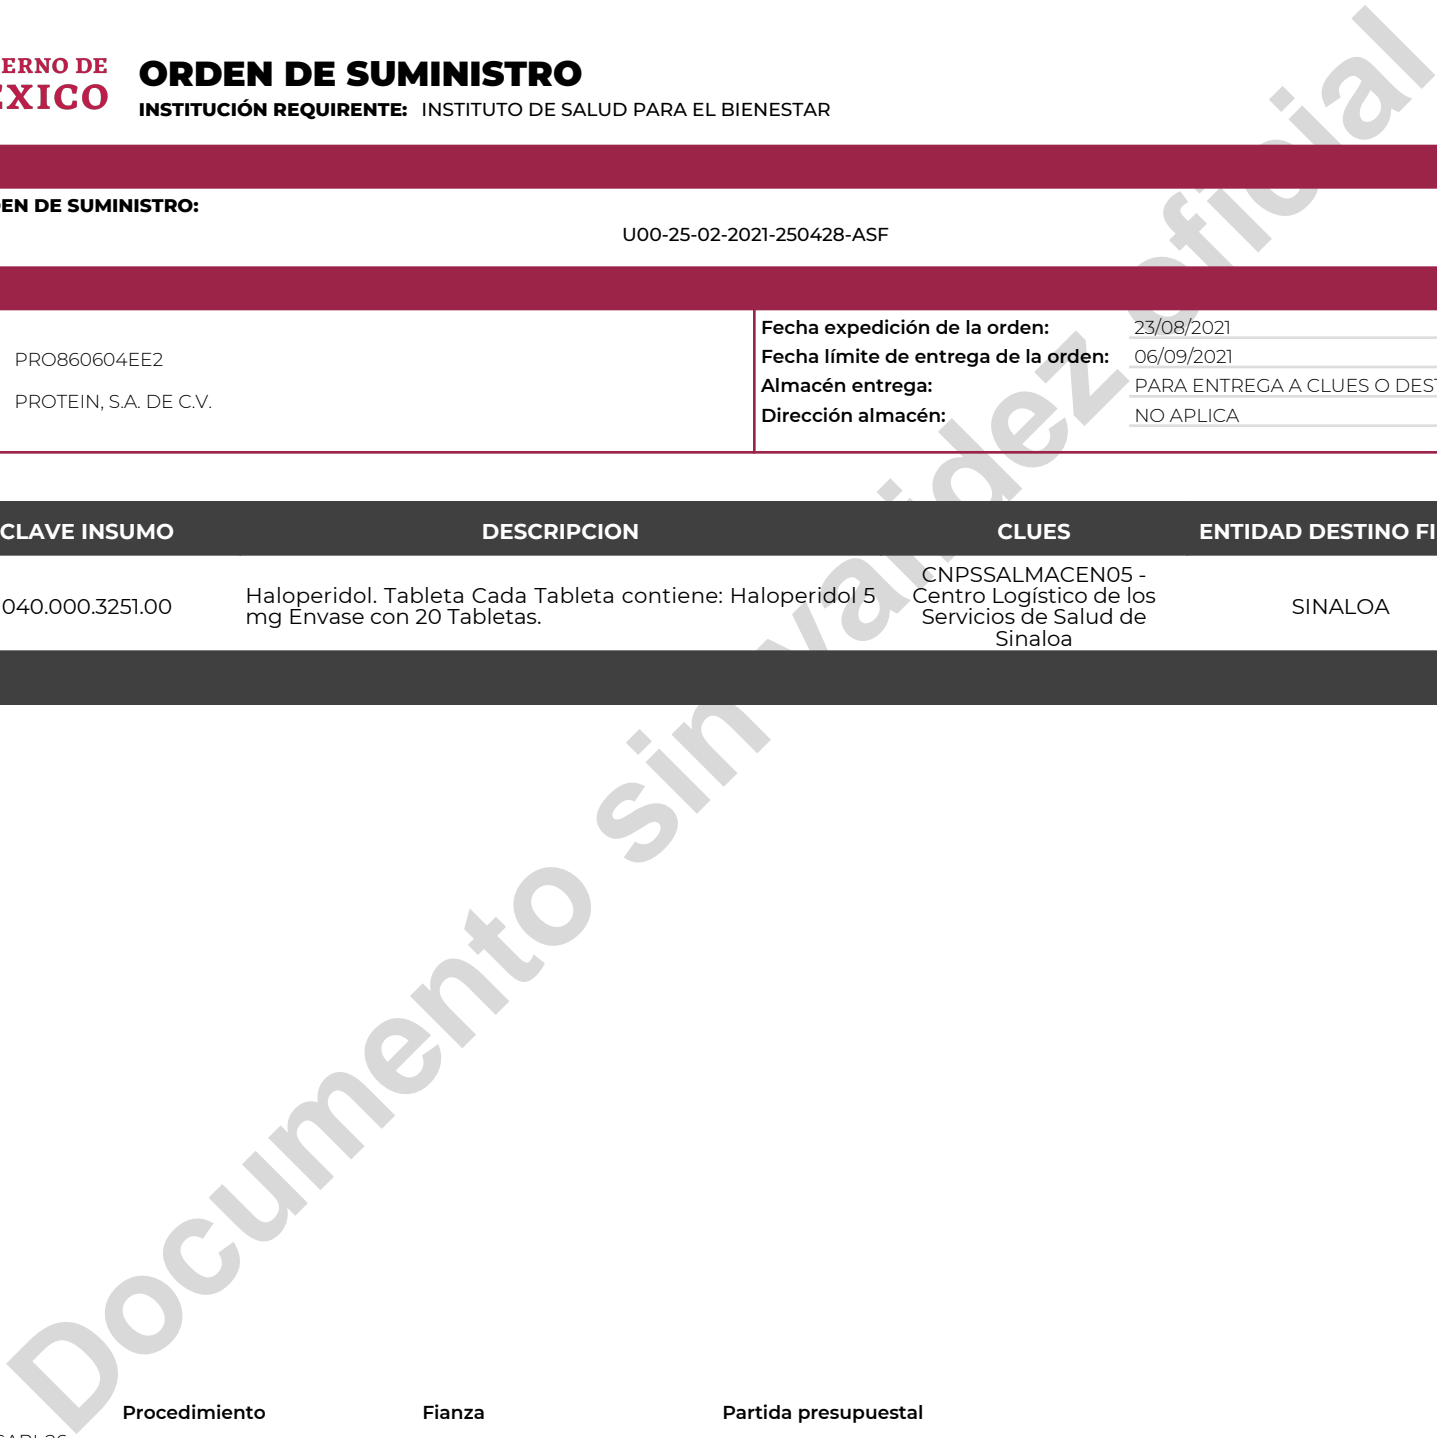 ERNO DE
EXICO
ORDEN DE SUMINISTRO
INSTITUCIÓN REQUIRENTE: INSTITUTO DE SALUD PARA EL BIENESTAR
EN DE SUMINISTRO:
U00-25-02-2021-250428-ASF
PRO860604EE2
PROTEIN, S.A. DE C.V.
Fecha expedición de la orden: 23/08/2021
Fecha límite de entrega de la orden: 06/09/2021
Almacén entrega: PARA ENTREGA A CLUES O DEST
Dirección almacén: NO APLICA
CLAVE INSUMO DESCRIPCION CLUES ENTIDAD DESTINO FI
040.000.3251.00
Haloperidol. Tableta Cada Tableta contiene: Haloperidol 5
mg Envase con 20 Tabletas.
CNPSSALMACEN05 -
Centro Logístico de los
Servicios de Salud de
Sinaloa
SINALOA
Documento sin validez oficial
Procedimiento Fianza Partida presupuestal